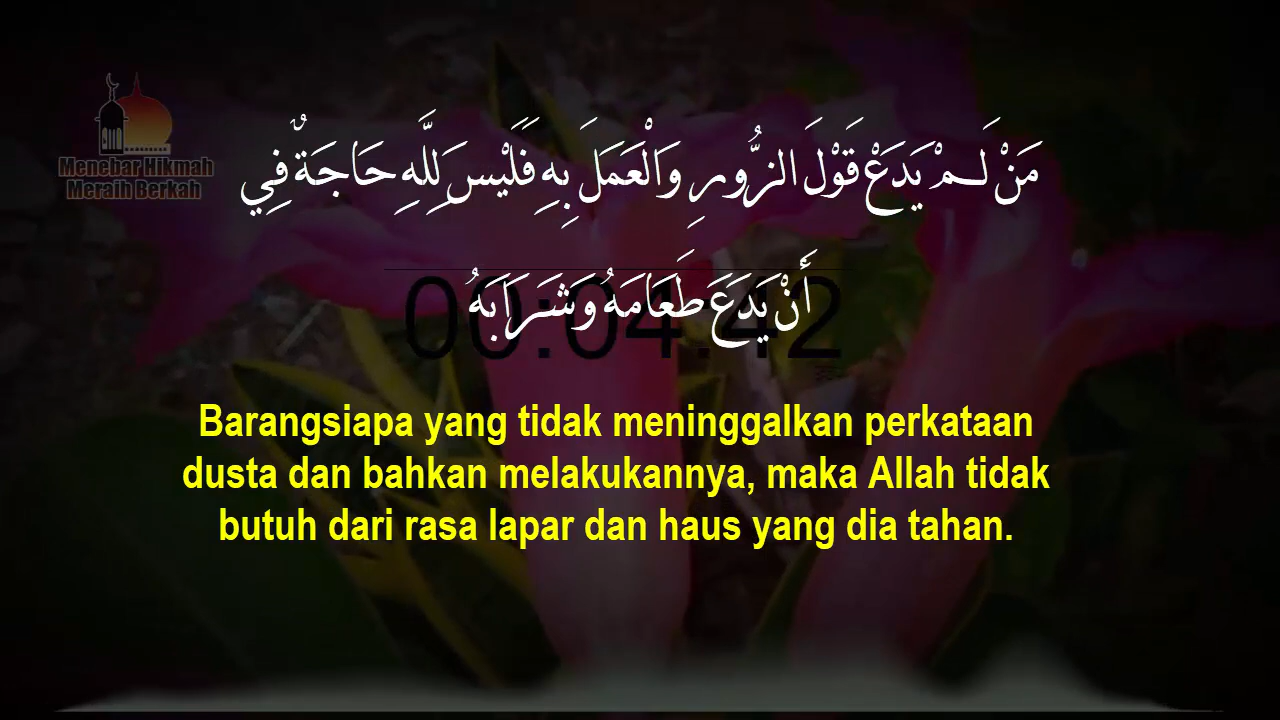 Menebar Hikmah
Meraih Berkah
مَنْ لَمْ يَدَعْ قَوْلَ الزُّورِ وَالْعَمَلَ بِهِ فَلَيْسَ لِلَّهِ حَاجَةٌ فِي
أَنْ يَدَعَ طَعَامَهُ وَشَرَابَهُ
00:04:42
Barangsiapa yang tidak meninggalkan perkataan
dusta dan bahkan melakukannya, maka Allah tidak
butuh dari rasa lapar dan haus yang dia tahan.